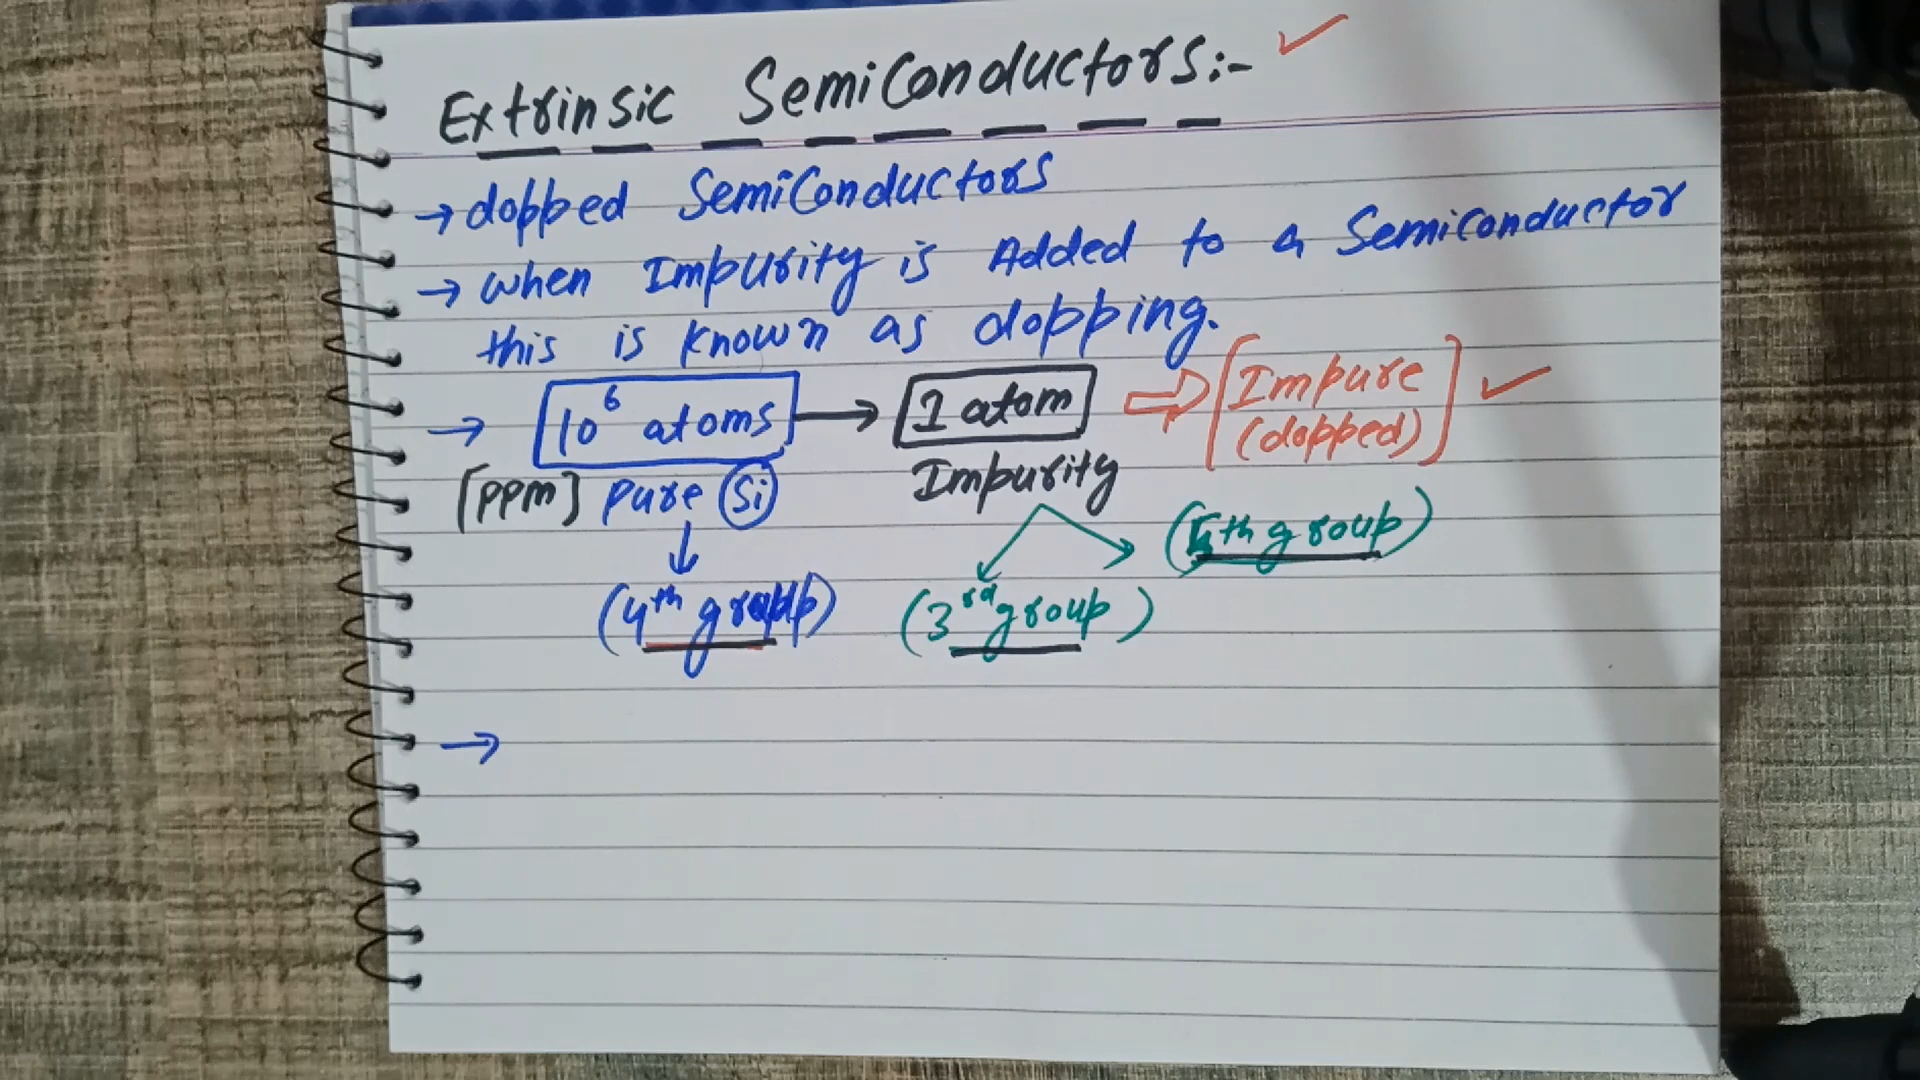 Extrinsic SemiConductors:-
→ dopped SemiConductors
→ when Impurity is Added to a Semiconductor
this is known as dopping.
→ 10⁶ atoms → 1 atom ⇒ [Impure (dopped)]
[PPm] pure Si Impurity
(4th group) (3rd group) (5th group)
→